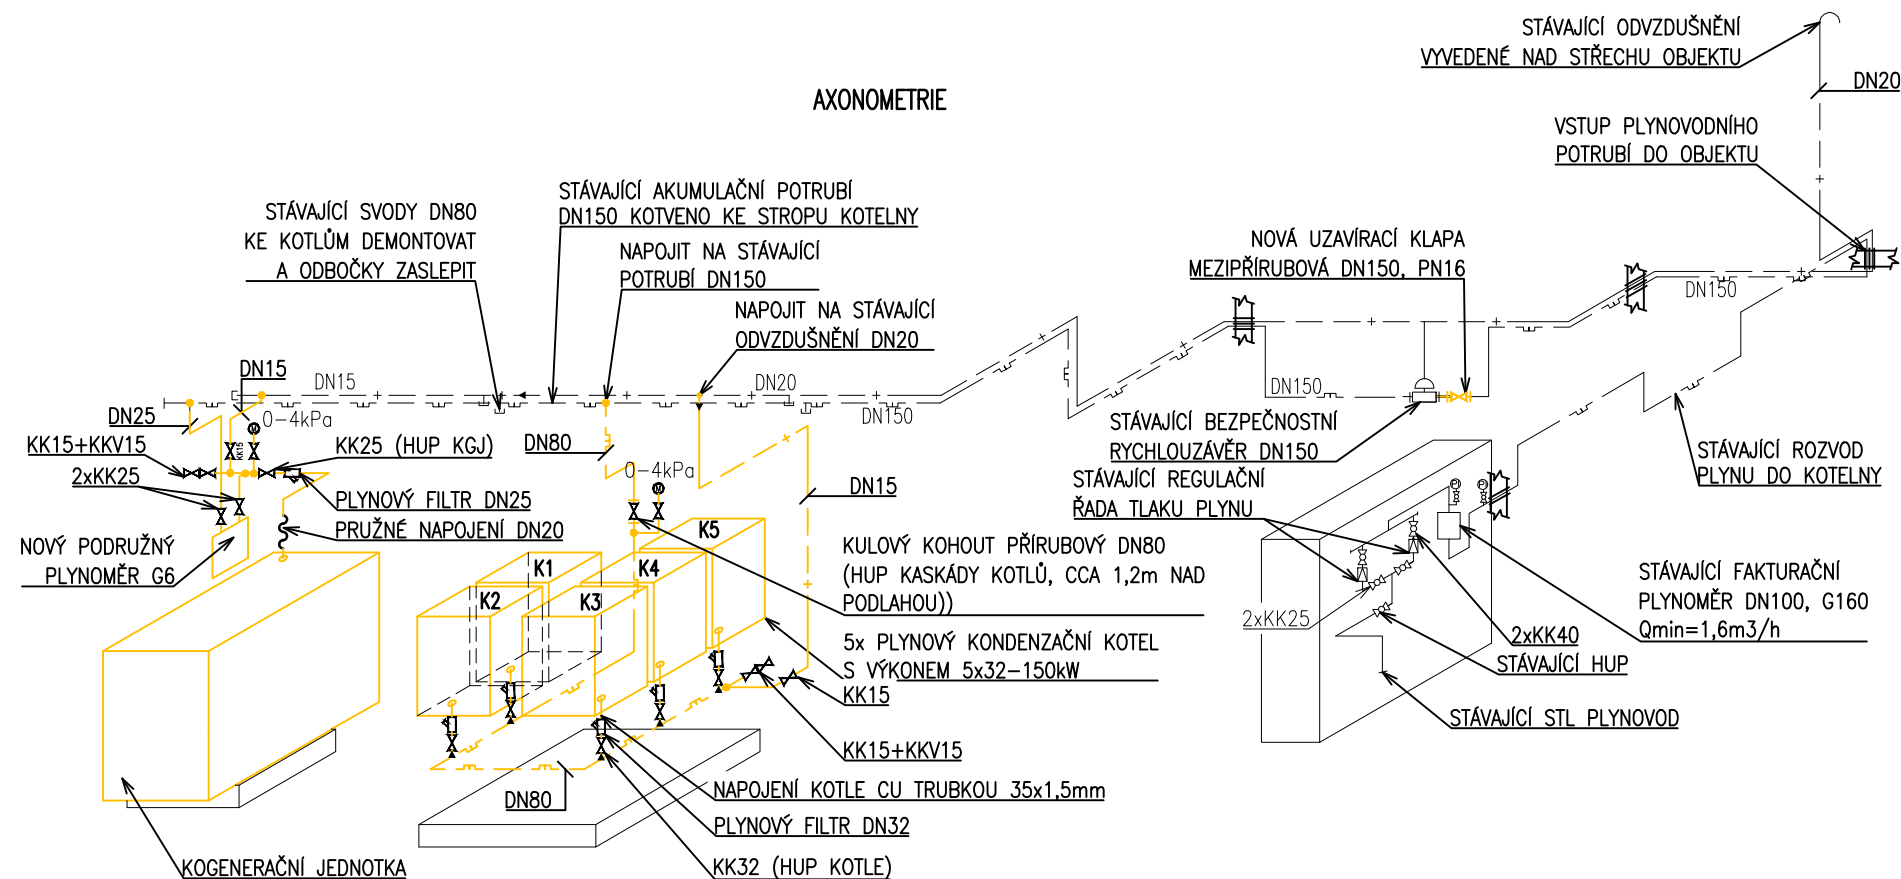 AXONOMETRIE
STÁVAJÍCÍ ODVZDUŠNĚNÍ
VYVEDENÉ NAD STŘECHU OBJEKTU
DN20
VSTUP PLYNOVODNÍHO
POTRUBÍ DO OBJEKTU
STÁVAJÍCÍ SVODY DN80
KE KOTLŮM DEMONTOVAT
A ODBOČKY ZASLEPIT
STÁVAJÍCÍ AKUMULAČNÍ POTRUBÍ
DN150 KOTVENO KE STROPU KOTELNY
NAPOJIT NA STÁVAJÍCÍ
POTRUBÍ DN150
NAPOJIT NA STÁVAJÍCÍ
ODVZDUŠNĚNÍ DN20
NOVÁ UZAVÍRACÍ KLAPA
MEZIPŘÍRUBOVÁ DN150, PN16
DN150
DN15
DN15
DN20
DN150
DN150
DN25
0-4kPa
KK15+KKV15
KK15
KK25 (HUP KGJ)
2xKK25
PLYNOVÝ FILTR DN25
PRUŽNÉ NAPOJENÍ DN20
NOVÝ PODRUŽNÝ
PLYNOMĚR G6
DN80
0-4kPa
M
M
DN15
STÁVAJÍCÍ BEZPEČNOSTNÍ
RYCHLOUZÁVĚR DN150
STÁVAJÍCÍ REGULAČNÍ
ŘADA TLAKU PLYNU
STÁVAJÍCÍ ROZVOD
PLYNU DO KOTELNY
K5
K1
K4
K2
K3
KULOVÝ KOHOUT PŘÍRUBOVÝ DN80
(HUP KASKÁDY KOTLŮ, CCA 1,2m NAD
PODLAHOU))
5x PLYNOVÝ KONDENZAČNÍ KOTEL
S VÝKONEM 5x32-150kW
KK15
KK15+KKV15
2xKK25
STÁVAJÍCÍ FAKTURAČNÍ
PLYNOMĚR DN100, G160
Qmin=1,6m3/h
2xKK40
STÁVAJÍCÍ HUP
STÁVAJÍCÍ STL PLYNOVOD
NAPOJENÍ KOTLE CU TRUBKOU 35x1,5mm
DN80
PLYNOVÝ FILTR DN32
KK32 (HUP KOTLE)
KOGENERAČNÍ JEDNOTKA